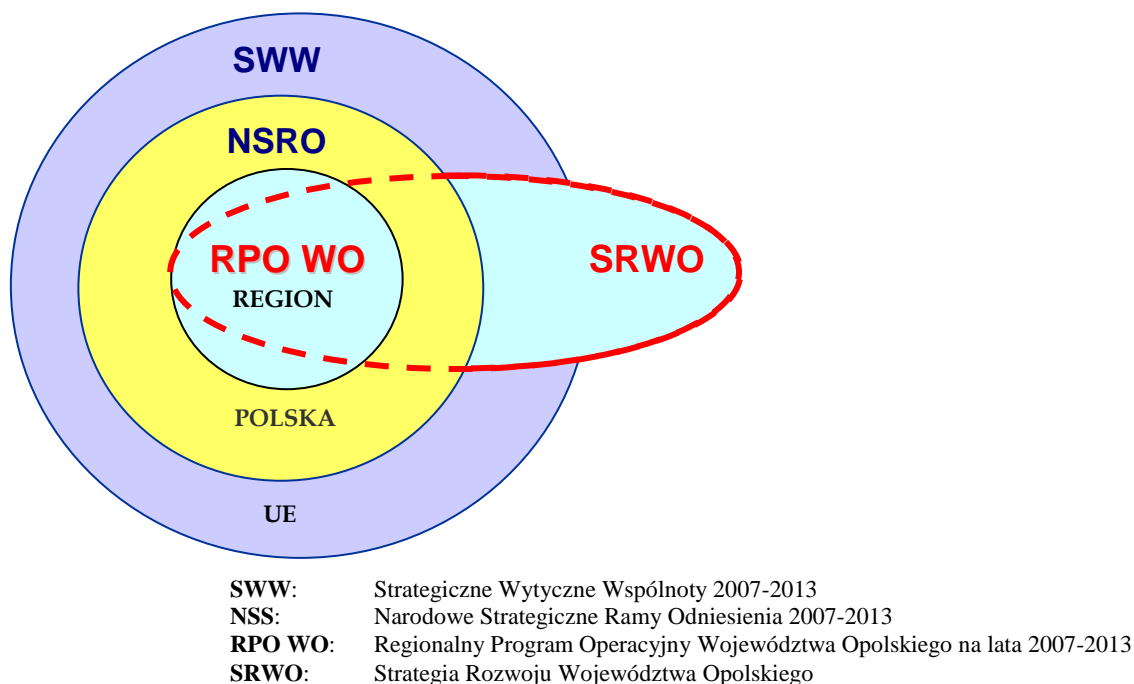 SWW
NSRO
RPO WO
SRWO
REGION
POLSKA
UE
SWW: Strategiczne Wytyczne Wspólnoty 2007-2013
NSS: Narodowe Strategiczne Ramy Odniesienia 2007-2013
RPO WO: Regionalny Program Operacyjny Województwa Opolskiego na lata 2007-2013
SRWO: Strategia Rozwoju Województwa Opolskiego